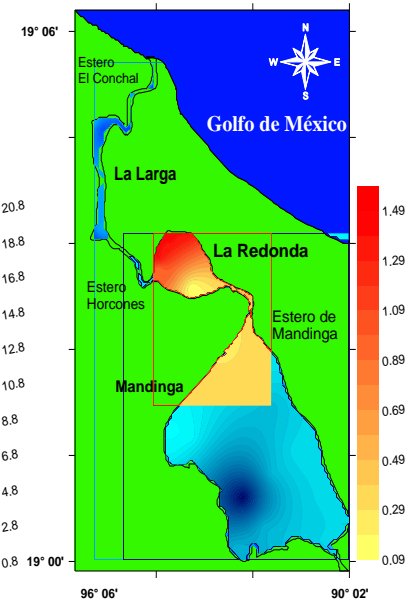 19° 06'
Estero
El Conchal
N
W
E
S
Golfo de México
La Larga
La Redonda
Estero
Horcones
Estero de
Mandinga
Mandinga
20.8
18.8
16.8
14.8
12.8
10.8
8.8
6.8
4.8
2.8
0.8
1.49
1.29
1.09
0.89
0.69
0.49
0.29
0.09
19° 00'
96° 06'
90° 02'